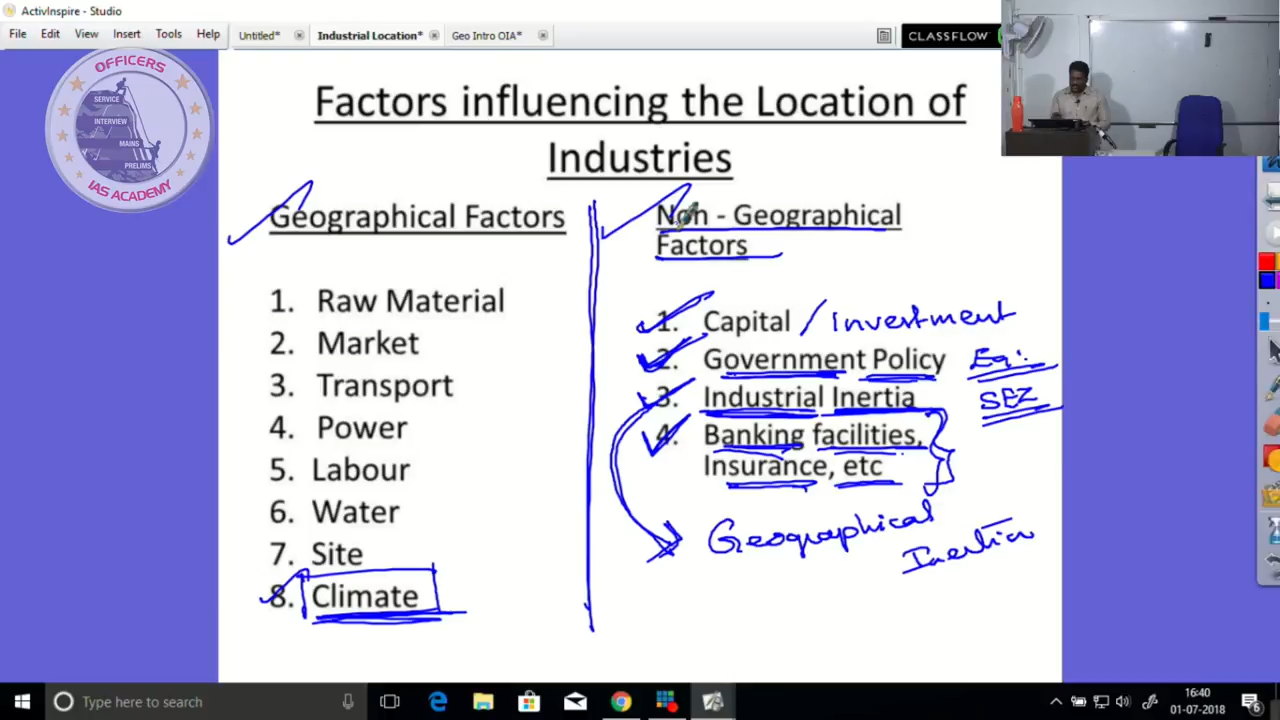 ActivInspire - Studio
File Edit View Insert Tools Help
Untitled* Industrial Location* Geo Intro OIA* CLASSFLOW
OFFICERS
SERVICE
INTERVIEW
MAINS
PRELIMS
IAS ACADEMY
Factors influencing the Location of
Industries
Geographical Factors
1. Raw Material
2. Market
3. Transport
4. Power
5. Labour
6. Water
7. Site
8. Climate
Non - Geographical
Factors
1. Capital / Investment
2. Government Policy Eg:
3. Industrial Inertia SEZ
4. Banking facilities,
Insurance, etc
Geographical
Inertia
Type here to search
16:40
01-07-2018
6